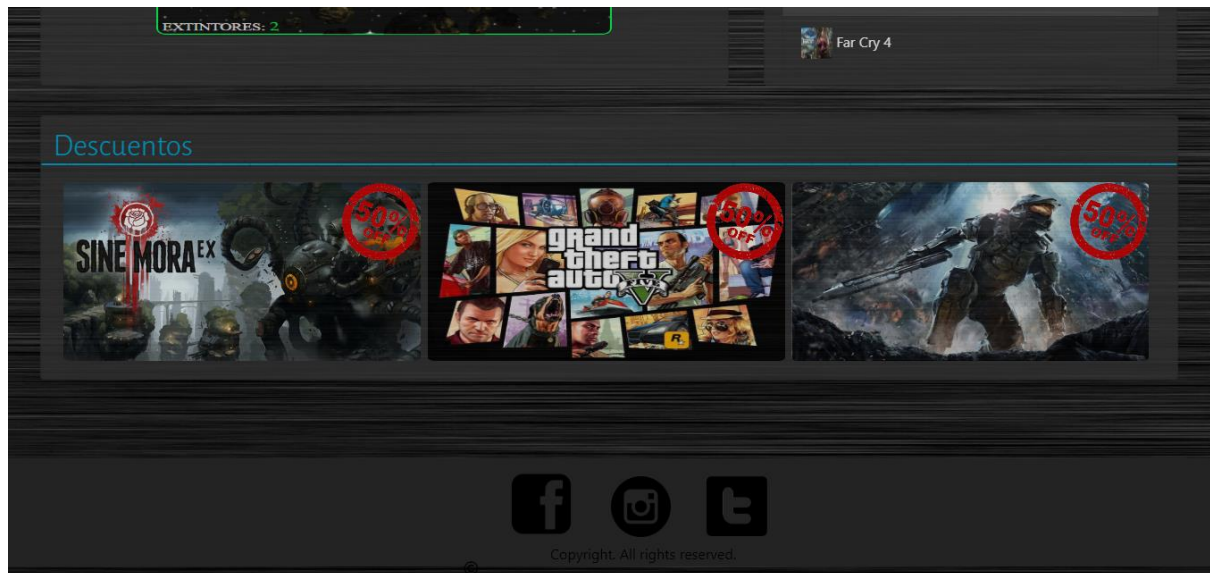 EXTINTORES: 2
Far Cry 4
Descuentos
SINE MORA EX
50%
OFF
grand
theft
auto
FIVE
50%
OFF
50%
OFF
Copyright. All rights reserved.
©